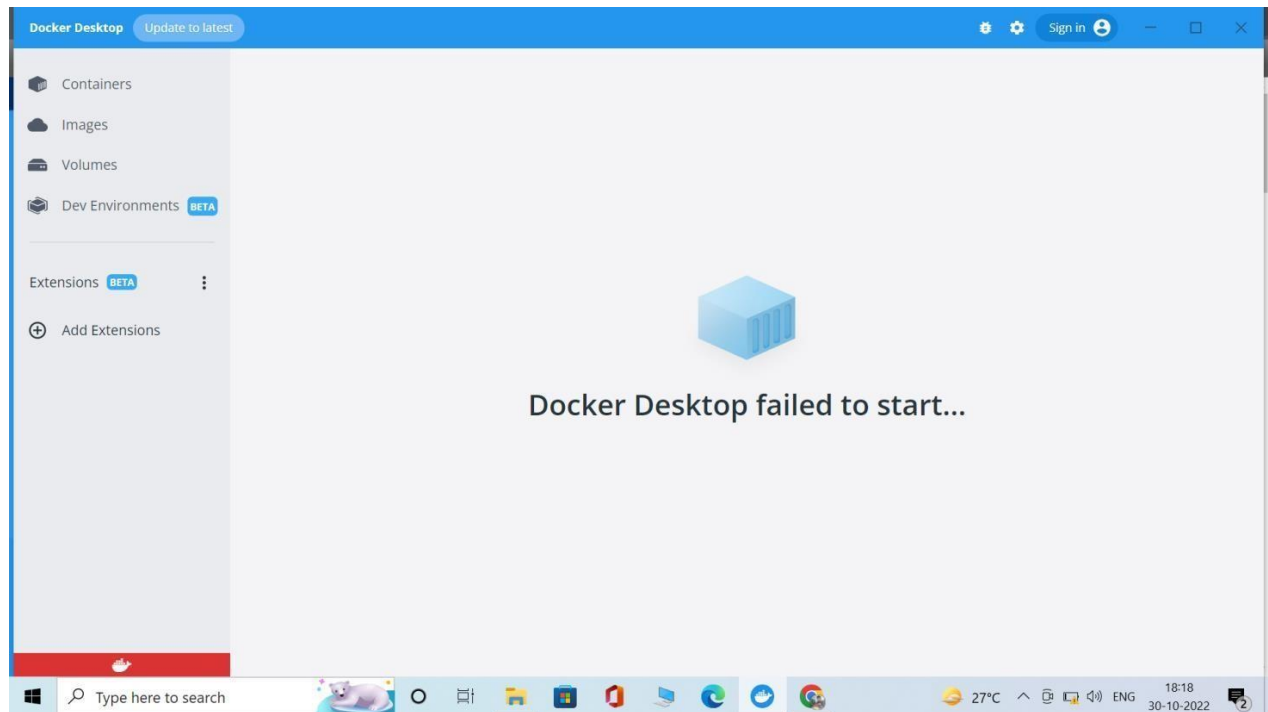 Docker Desktop Update to latest Sign in
Containers
Images
Volumes
Dev Environments BETA
Extensions BETA
Add Extensions
Docker Desktop failed to start...
Type here to search 27°C ENG 18:18
30-10-2022 2